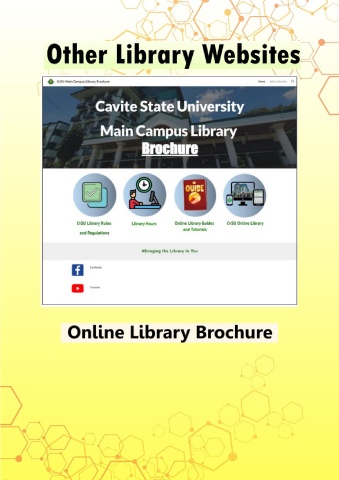 Other Library Websites
CvSU Main Campus Library Brochure
Home
Cavite State University
Main Campus Library
Brochure
GUIDE
CvSU Library Rules
and Regulations
Library Hours
Online Library Guides
and Tutorials
CvSU Online Library
#Bringing the Library to You
Facebook
Youtube
Online Library Brochure